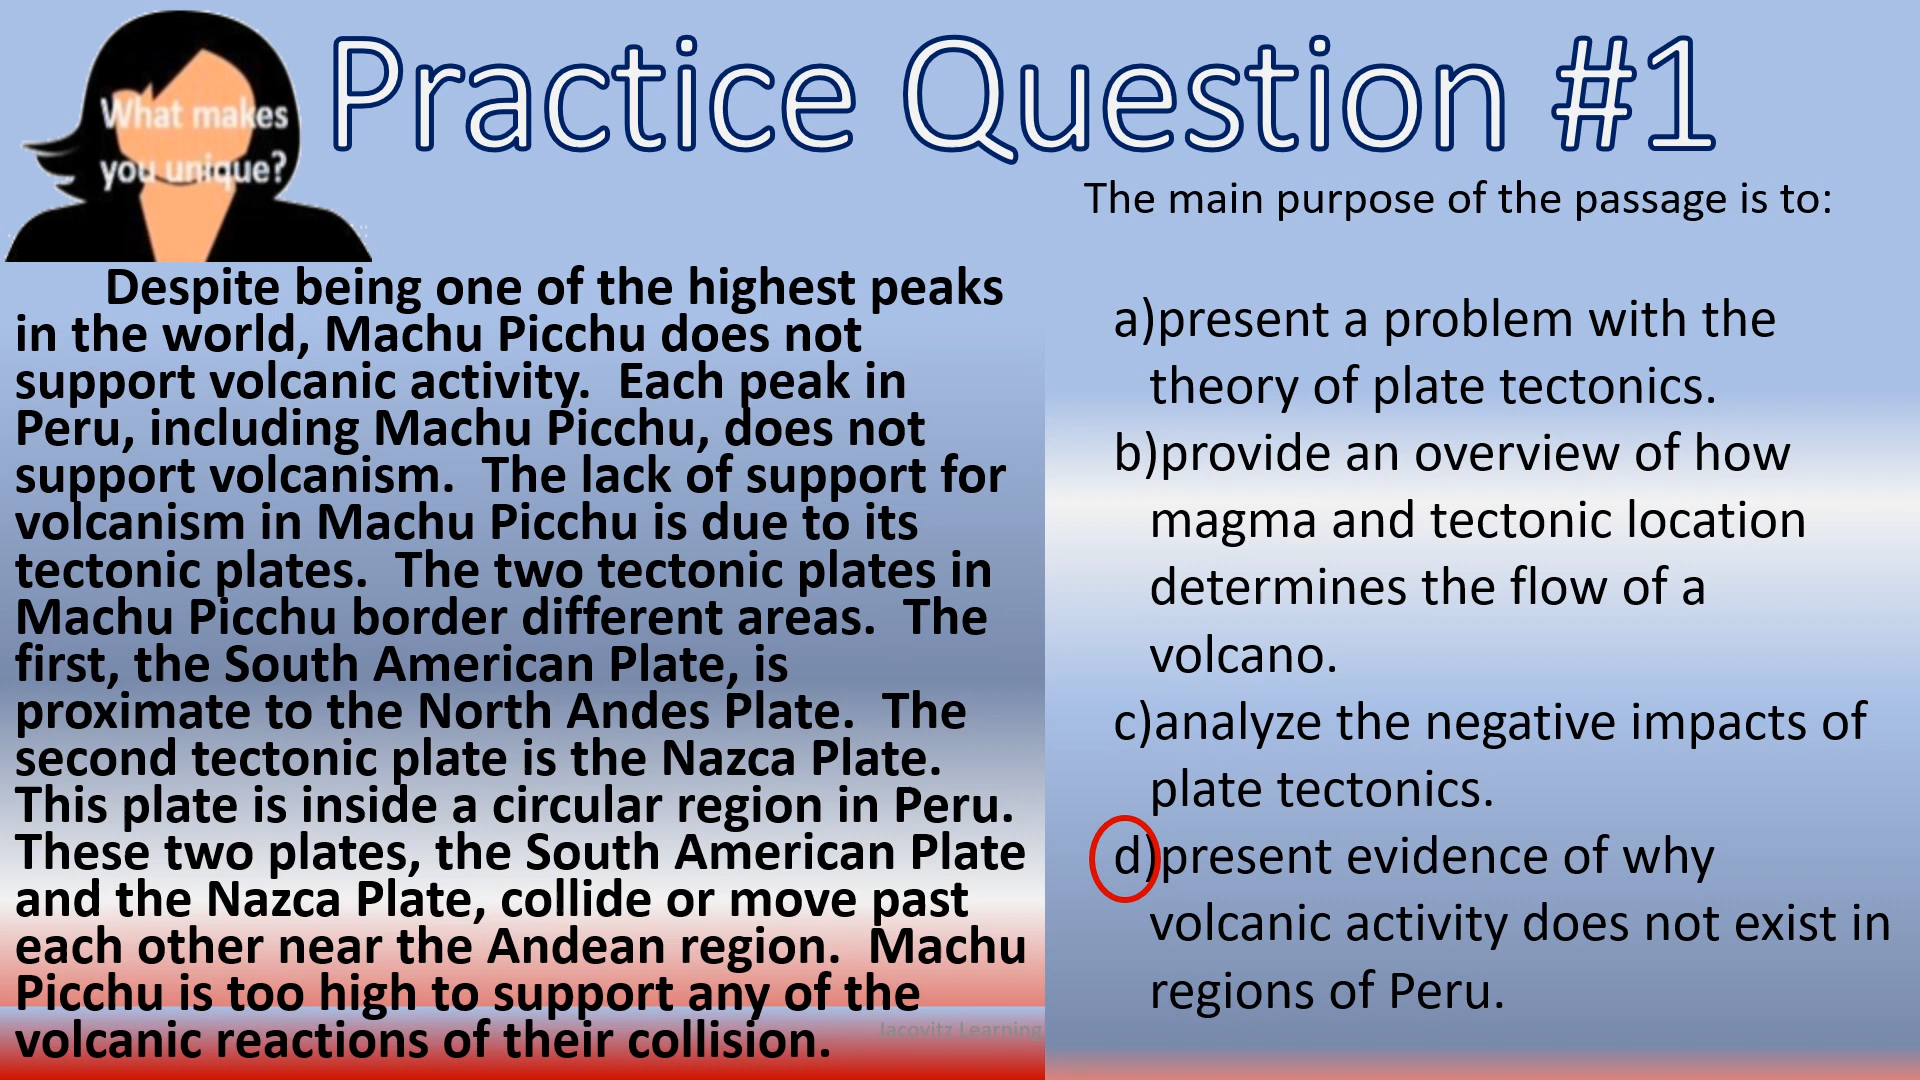 What makes
you unique?
Practice Question #1
The main purpose of the passage is to:
Despite being one of the highest peaks
in the world, Machu Picchu does not
support volcanic activity.  Each peak in
Peru, including Machu Picchu, does not
support volcanism.  The lack of support for
volcanism in Machu Picchu is due to its
tectonic plates.  The two tectonic plates in
Machu Picchu border different areas.  The
first, the South American Plate, is
proximate to the North Andes Plate.  The
second tectonic plate is the Nazca Plate.
This plate is inside a circular region in Peru.
These two plates, the South American Plate
and the Nazca Plate, collide or move past
each other near the Andean region.  Machu
Picchu is too high to support any of the
volcanic reactions of their collision.
Jacovitz Learning
a)present a problem with the
theory of plate tectonics.
b)provide an overview of how
magma and tectonic location
determines the flow of a
volcano.
c)analyze the negative impacts of
plate tectonics.
d)present evidence of why
volcanic activity does not exist in
regions of Peru.